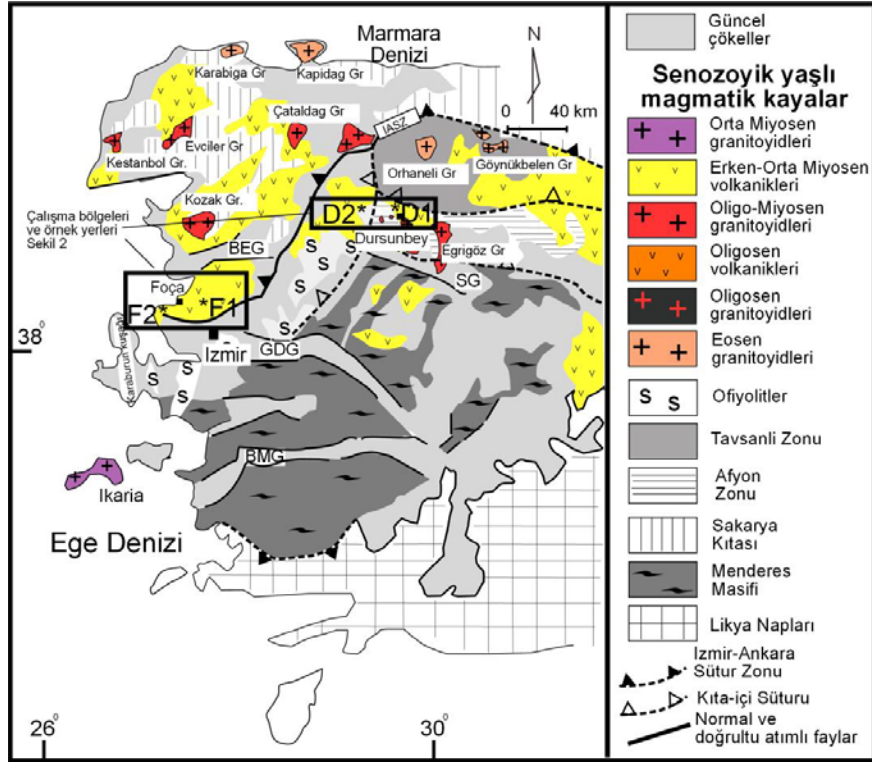 Marmara
Denizi
N
Karabiga Gr
Kapidag Gr
0 40 km
Çataldag Gr
IASZ
Evciler Gr
Kestanbol Gr.
Orhaneli Gr
Göynükbelen Gr
Kozak Gr.
Çalışma bölgeleri
ve örnek yerleri
Sekil 2
D2* *D1
Dursunbey
BEG
S
S
Egrigöz Gr
S
SG
Foça
F2* *F1
S
S
38
Karaburun kuşağı
Izmir
GDG
S
S
S
BMG
Ikaria
Ege Denizi
26 0
30 0
Güncel
çökeller
Senozoyik yaşlı
magmatik kayalar
Orta Miyosen
granitoyidleri
Erken-Orta Miyosen
volkanikleri
Oligo-Miyosen
granitoyidleri
Oligosen
volkanikleri
Oligosen
granitoyidleri
Eosen
granitoyidleri
S S
Ofiyolitler
Tavsanli Zonu
Afyon
Zonu
Sakarya
Kıtası
Menderes
Masifi
Likya Napları
Izmir-Ankara
Sütur Zonu
Kıta-içi Süturu
Normal ve
doğrultu atımlı faylar